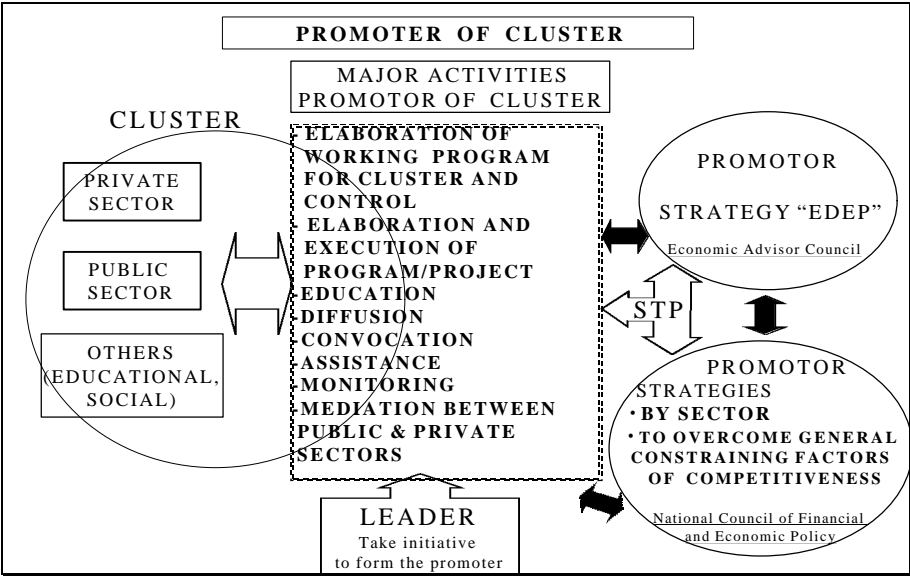 PROMOTER OF CLUSTER
MAJOR ACTIVITIES
PROMOTOR OF CLUSTER
CLUSTER
PRIVATE
SECTOR
PUBLIC
SECTOR
OTHERS
(EDUCATIONAL,
SOCIAL)
- ELABORATION OF
WORKING PROGRAM
FOR CLUSTER AND
CONTROL
- ELABORATION AND
EXECUTION OF
PROGRAM/PROJECT
-EDUCATION
-DIFFUSION
-CONVOCATION
-ASSISTANCE
-MONITORING
-MEDIATION BETWEEN
PUBLIC & PRIVATE
SECTORS
LEADER
Take initiative
to form the promoter
PROMOTOR
STRATEGY “EDEP”
Economic Advisor Council
STP
PROMOTOR
STRATEGIES
• BY SECTOR
• TO OVERCOME GENERAL
CONSTRAINING FACTORS
OF COMPETITIVENESS
National Council of Financial
and Economic Policy